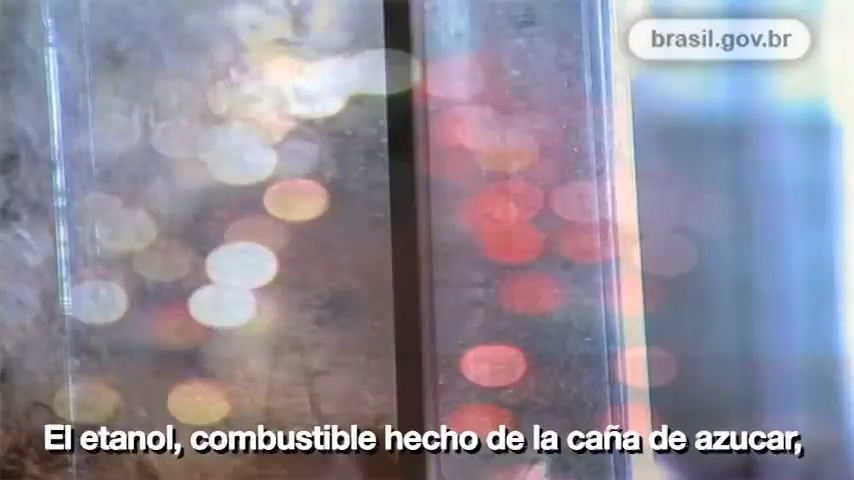 brasil.gov.br
El etanol, combustible hecho de la caña de azucar,